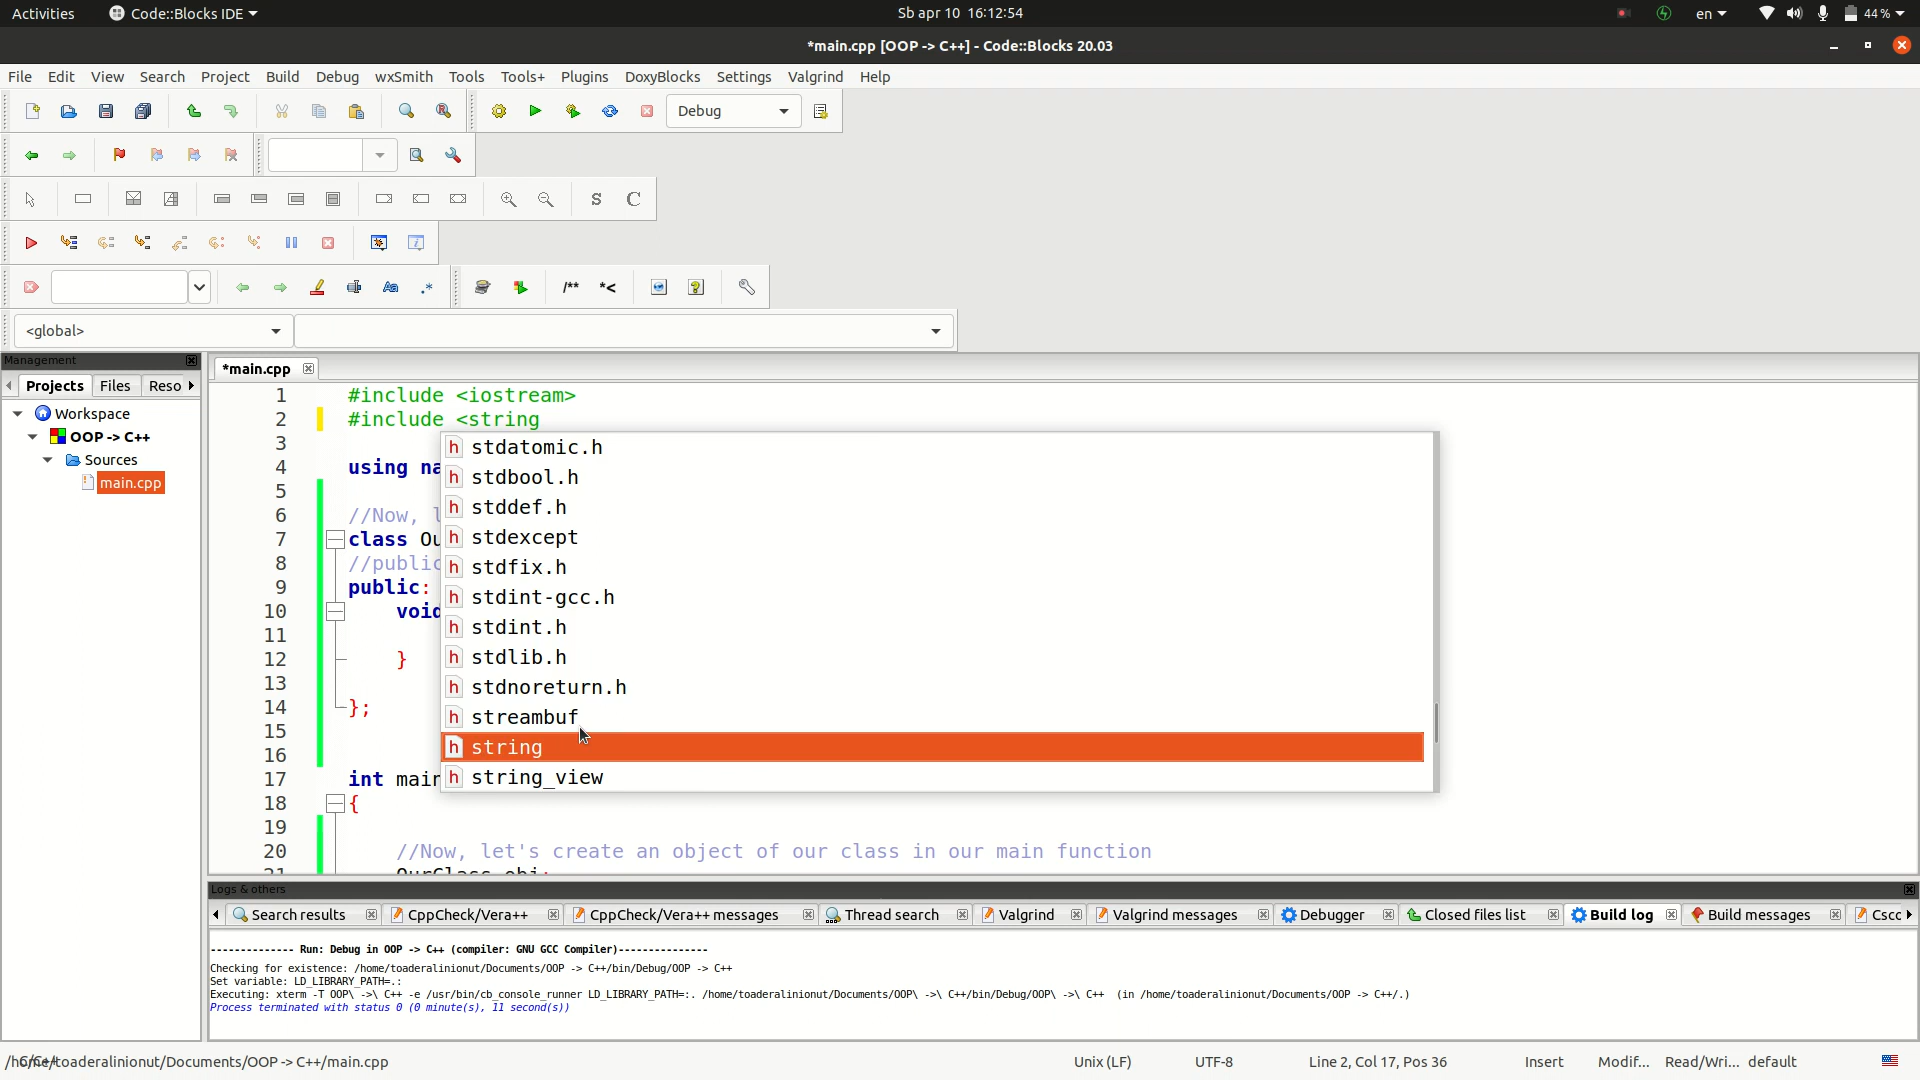 Activities Code::Blocks IDE Sb apr 10 16:12:54 en 44%
*main.cpp [OOP -> C++] - Code::Blocks 20.03
File Edit View Search Project Build Debug wxSmith Tools Tools+ Plugins DoxyBlocks Settings Valgrind Help
Debug
S C
/** *<
<global>
Management
Projects Files Reso
Workspace
OOP -> C++
Sources
main.cpp
*main.cpp
1 #include <iostream>
2 #include <string
3
4 using na
5
6 //Now, l
7 class Ou
8 //public
9 public:
10 void
11
12 }
13
14 };
15
16
17 int main
18 {
19
20 //Now, let's create an object of our class in our main function
21 OurClass obj;
stdatomic.h
stdbool.h
stddef.h
stdexcept
stdfix.h
stdint-gcc.h
stdint.h
stdlib.h
stdnoreturn.h
streambuf
string
string_view
Logs & others
Search results CppCheck/Vera++ CppCheck/Vera++ messages Thread search Valgrind Valgrind messages Debugger Closed files list Build log Build messages Csco
-------------- Run: Debug in OOP -> C++ (compiler: GNU GCC Compiler)---------------
Checking for existence: /home/toaderalinionut/Documents/OOP -> C++/bin/Debug/OOP -> C++
Set variable: LD_LIBRARY_PATH=.:
Executing: xterm -T OOP\ ->\ C++ -e /usr/bin/cb_console_runner LD_LIBRARY_PATH=:. /home/toaderalinionut/Documents/OOP\ ->\ C++/bin/Debug/OOP\ ->\ C++ (in /home/toaderalinionut/Documents/OOP -> C++/.)
Process terminated with status 0 (0 minute(s), 11 second(s))
/home/toaderalinionut/Documents/OOP -> C++/main.cpp C/C++ Unix (LF) UTF-8 Line 2, Col 17, Pos 36 Insert Modif... Read/Wri... default